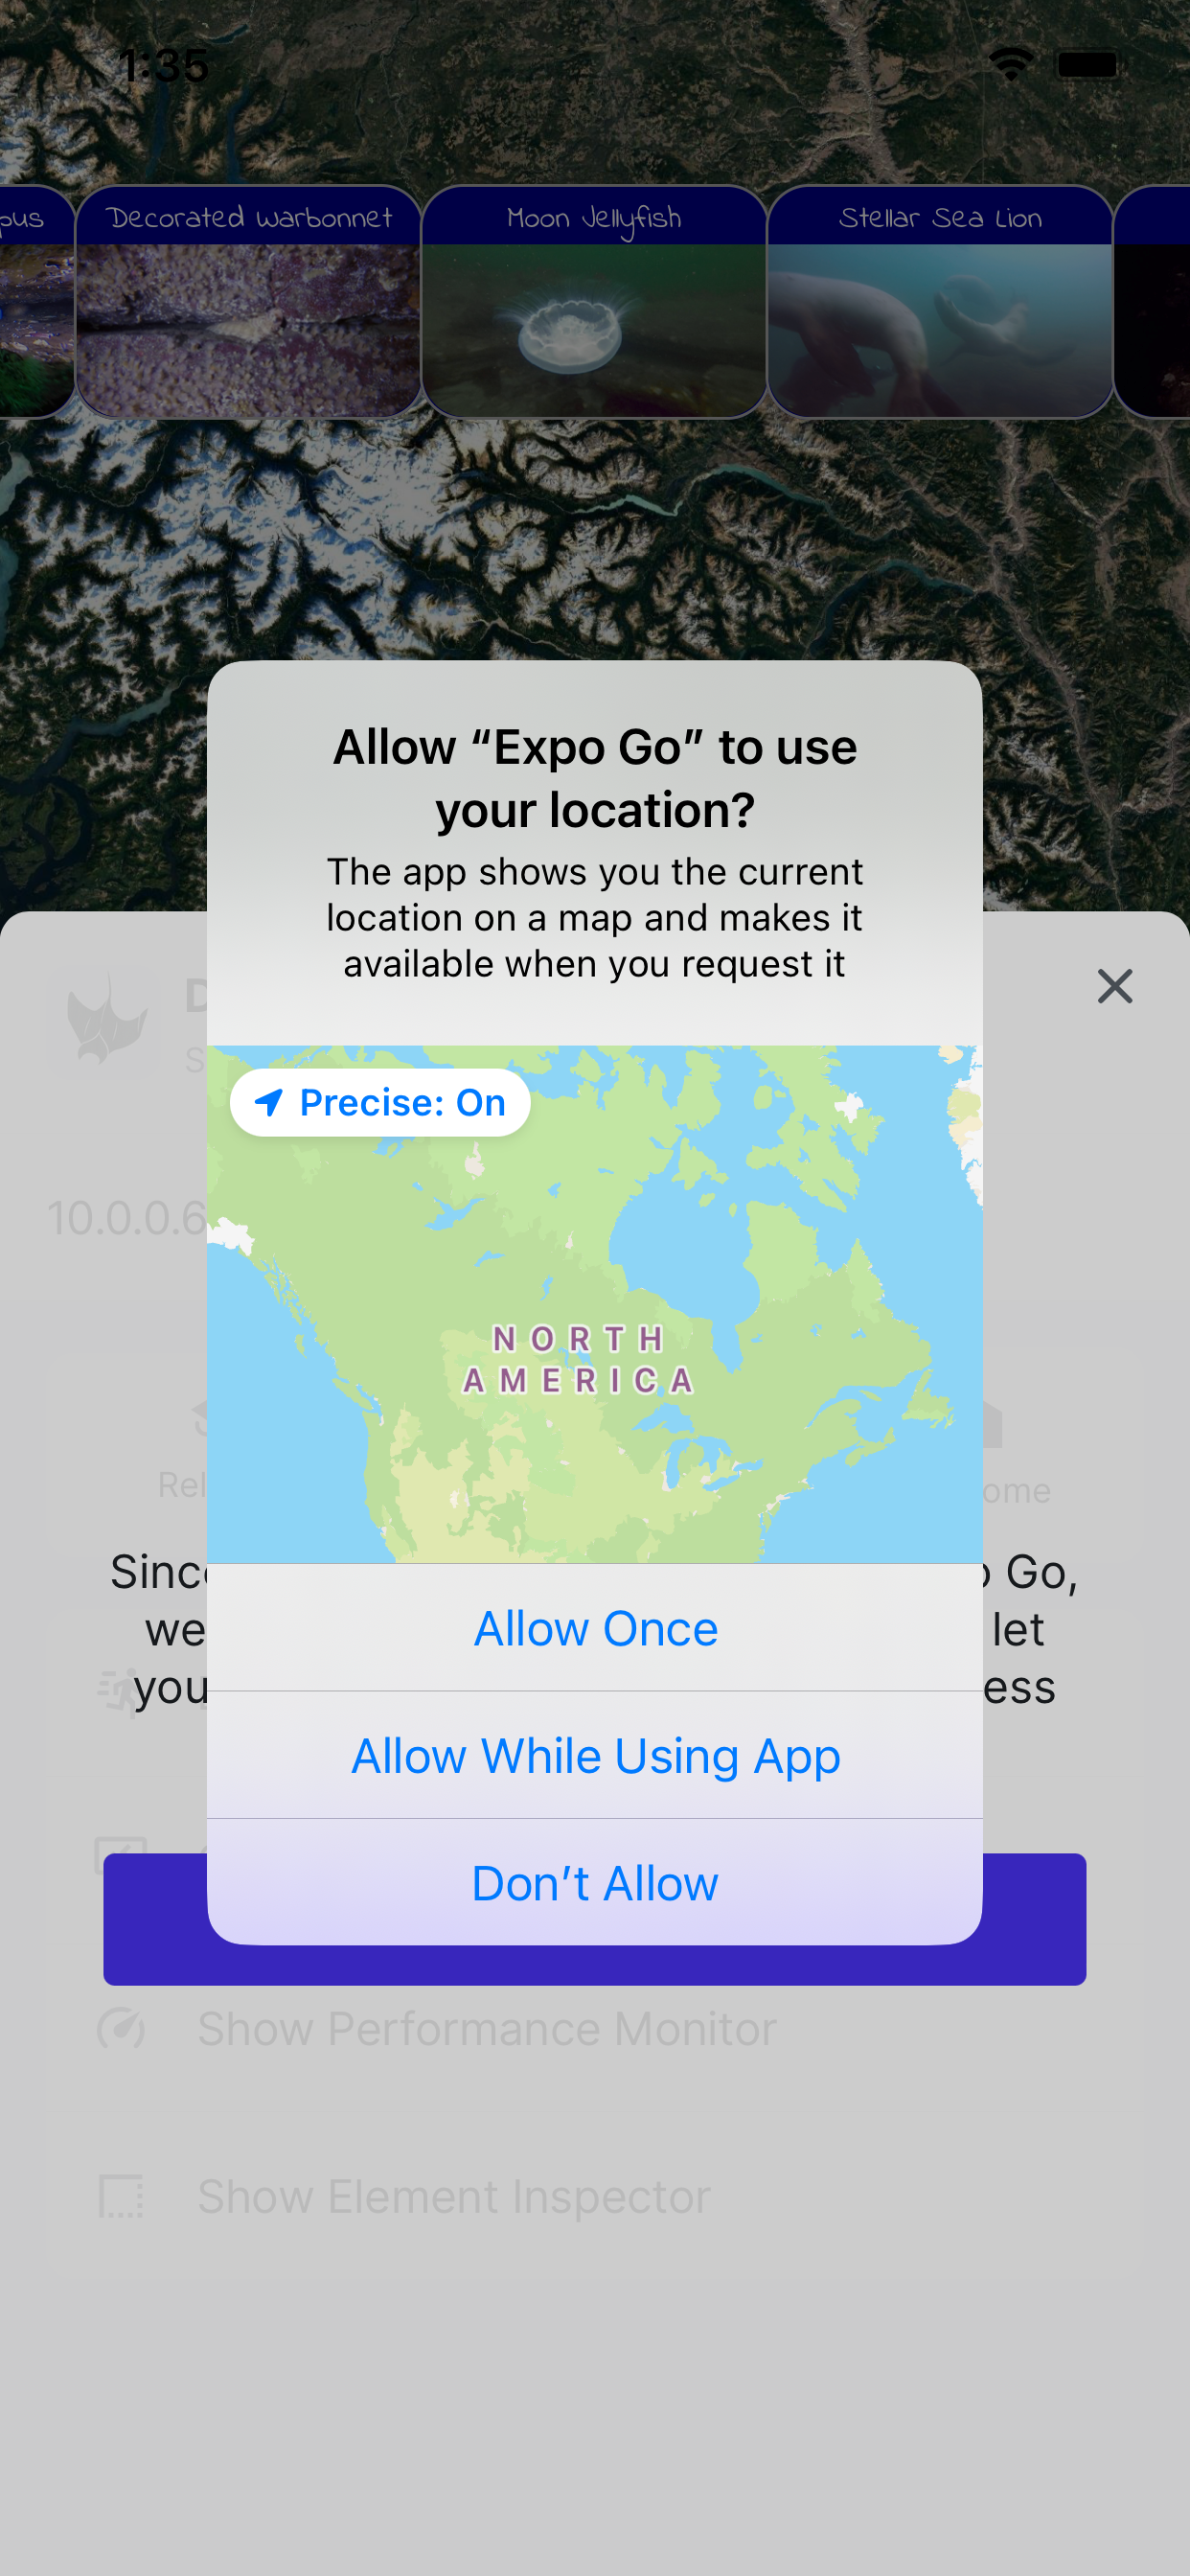 1:35
pus
Decorated Warbonnet
Moon Jellyfish
Stellar Sea Lion
Allow “Expo Go” to use
your location?
The app shows you the current
location on a map and makes it
available when you request it
D
S
Precise: On
10.0.0.6
NORTH
AMERICA
Rel
ome
Sinc
o Go,
we
let
you
ess
Allow Once
Allow While Using App
Don’t Allow
Show Performance Monitor
Show Element Inspector